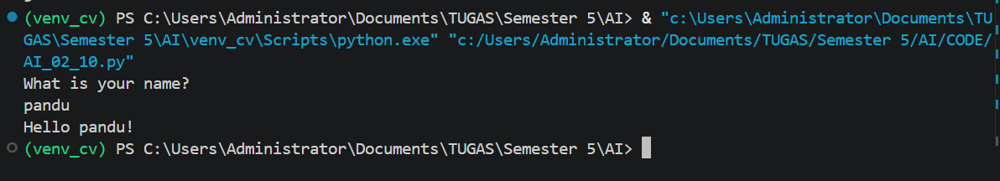 (venv_cv) PS C:\Users\Administrator\Documents\TUGAS\Semester 5\AI> & "c:\Users\Administrator\Documents\TU
GAS\Semester 5\AI\venv_cv\Scripts\python.exe" "c:/Users/Administrator/Documents/TUGAS/Semester 5/AI/CODE/
AI_02_10.py"
What is your name?
pandu
Hello pandu!
(venv_cv) PS C:\Users\Administrator\Documents\TUGAS\Semester 5\AI>